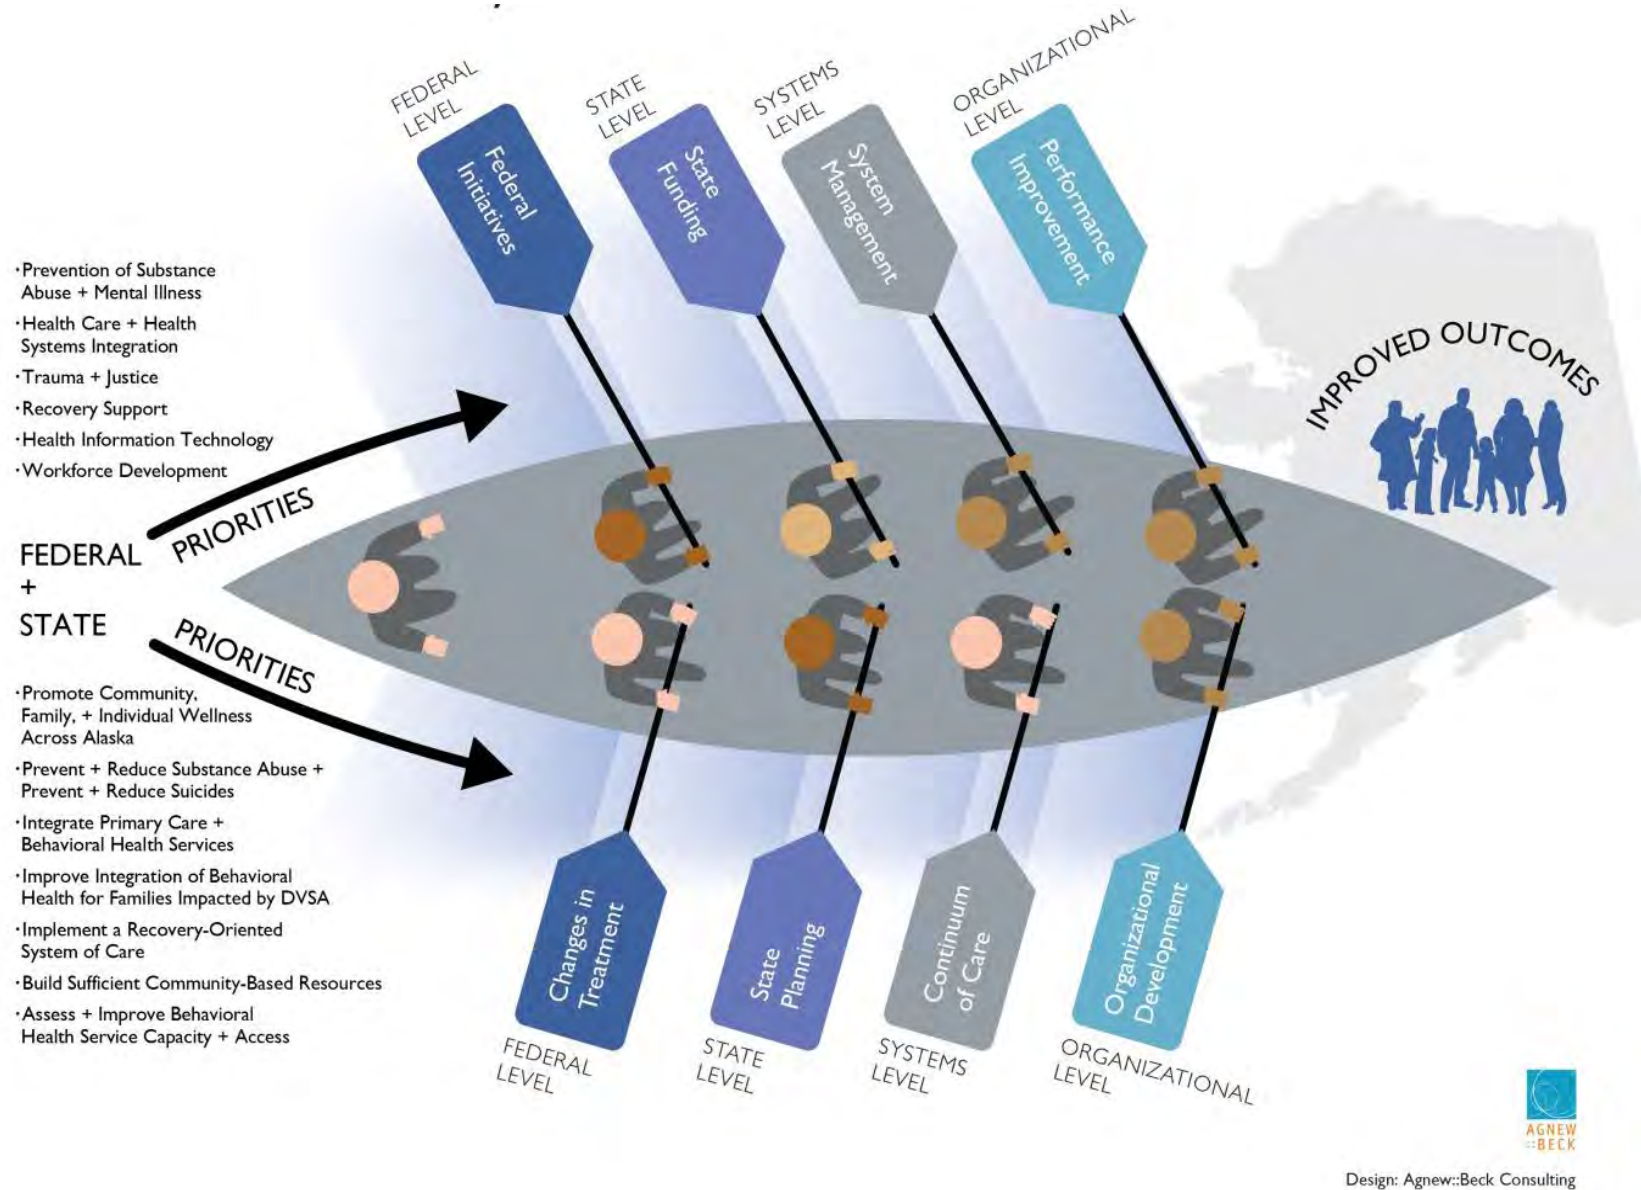 FEDERAL
LEVEL
STATE
LEVEL
SYSTEMS
LEVEL
ORGANIZATIONAL
LEVEL
Federal
Initiatives
State
Funding
System
Management
Performance
Improvement
·Prevention of Substance
Abuse + Mental Illness
·Health Care + Health
Systems Integration
·Trauma + Justice
·Recovery Support
·Health Information Technology
·Workforce Development
PRIORITIES
FEDERAL
+
STATE
PRIORITIES
·Promote Community,
Family, + Individual Wellness
Across Alaska
·Prevent + Reduce Substance Abuse +
Prevent + Reduce Suicides
·Integrate Primary Care +
Behavioral Health Services
·Improve Integration of Behavioral
Health for Families Impacted by DVSA
·Implement a Recovery-Oriented
System of Care
·Build Sufficient Community-Based Resources
·Assess + Improve Behavioral
Health Service Capacity + Access
IMPROVED OUTCOMES
Changes in
Treatment
State
Planning
Continuum
of Care
Organizational
Development
FEDERAL
LEVEL
STATE
LEVEL
SYSTEMS
LEVEL
ORGANIZATIONAL
LEVEL
AGNEW
::BECK
Design: Agnew::Beck Consulting